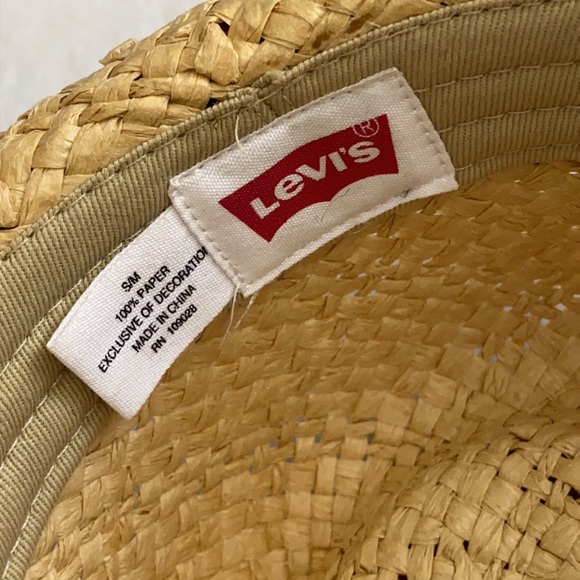 LEVI'S®
S/M
100% PAPER
EXCLUSIVE OF DECORATION
MADE IN CHINA
RN 109028